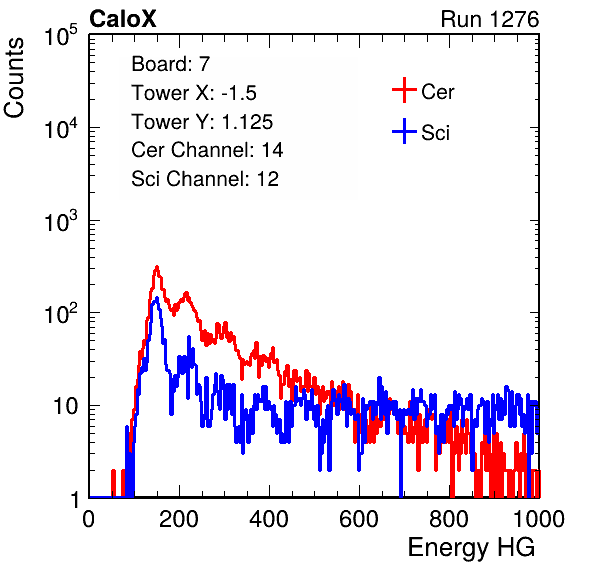 CaloX Run 1276
Counts
10^5
10^4
10^3
10^2
10
1
Board: 7
Tower X: -1.5
Tower Y: 1.125
Cer Channel: 14
Sci Channel: 12
Cer
Sci
0 200 400 600 800 1000
Energy HG